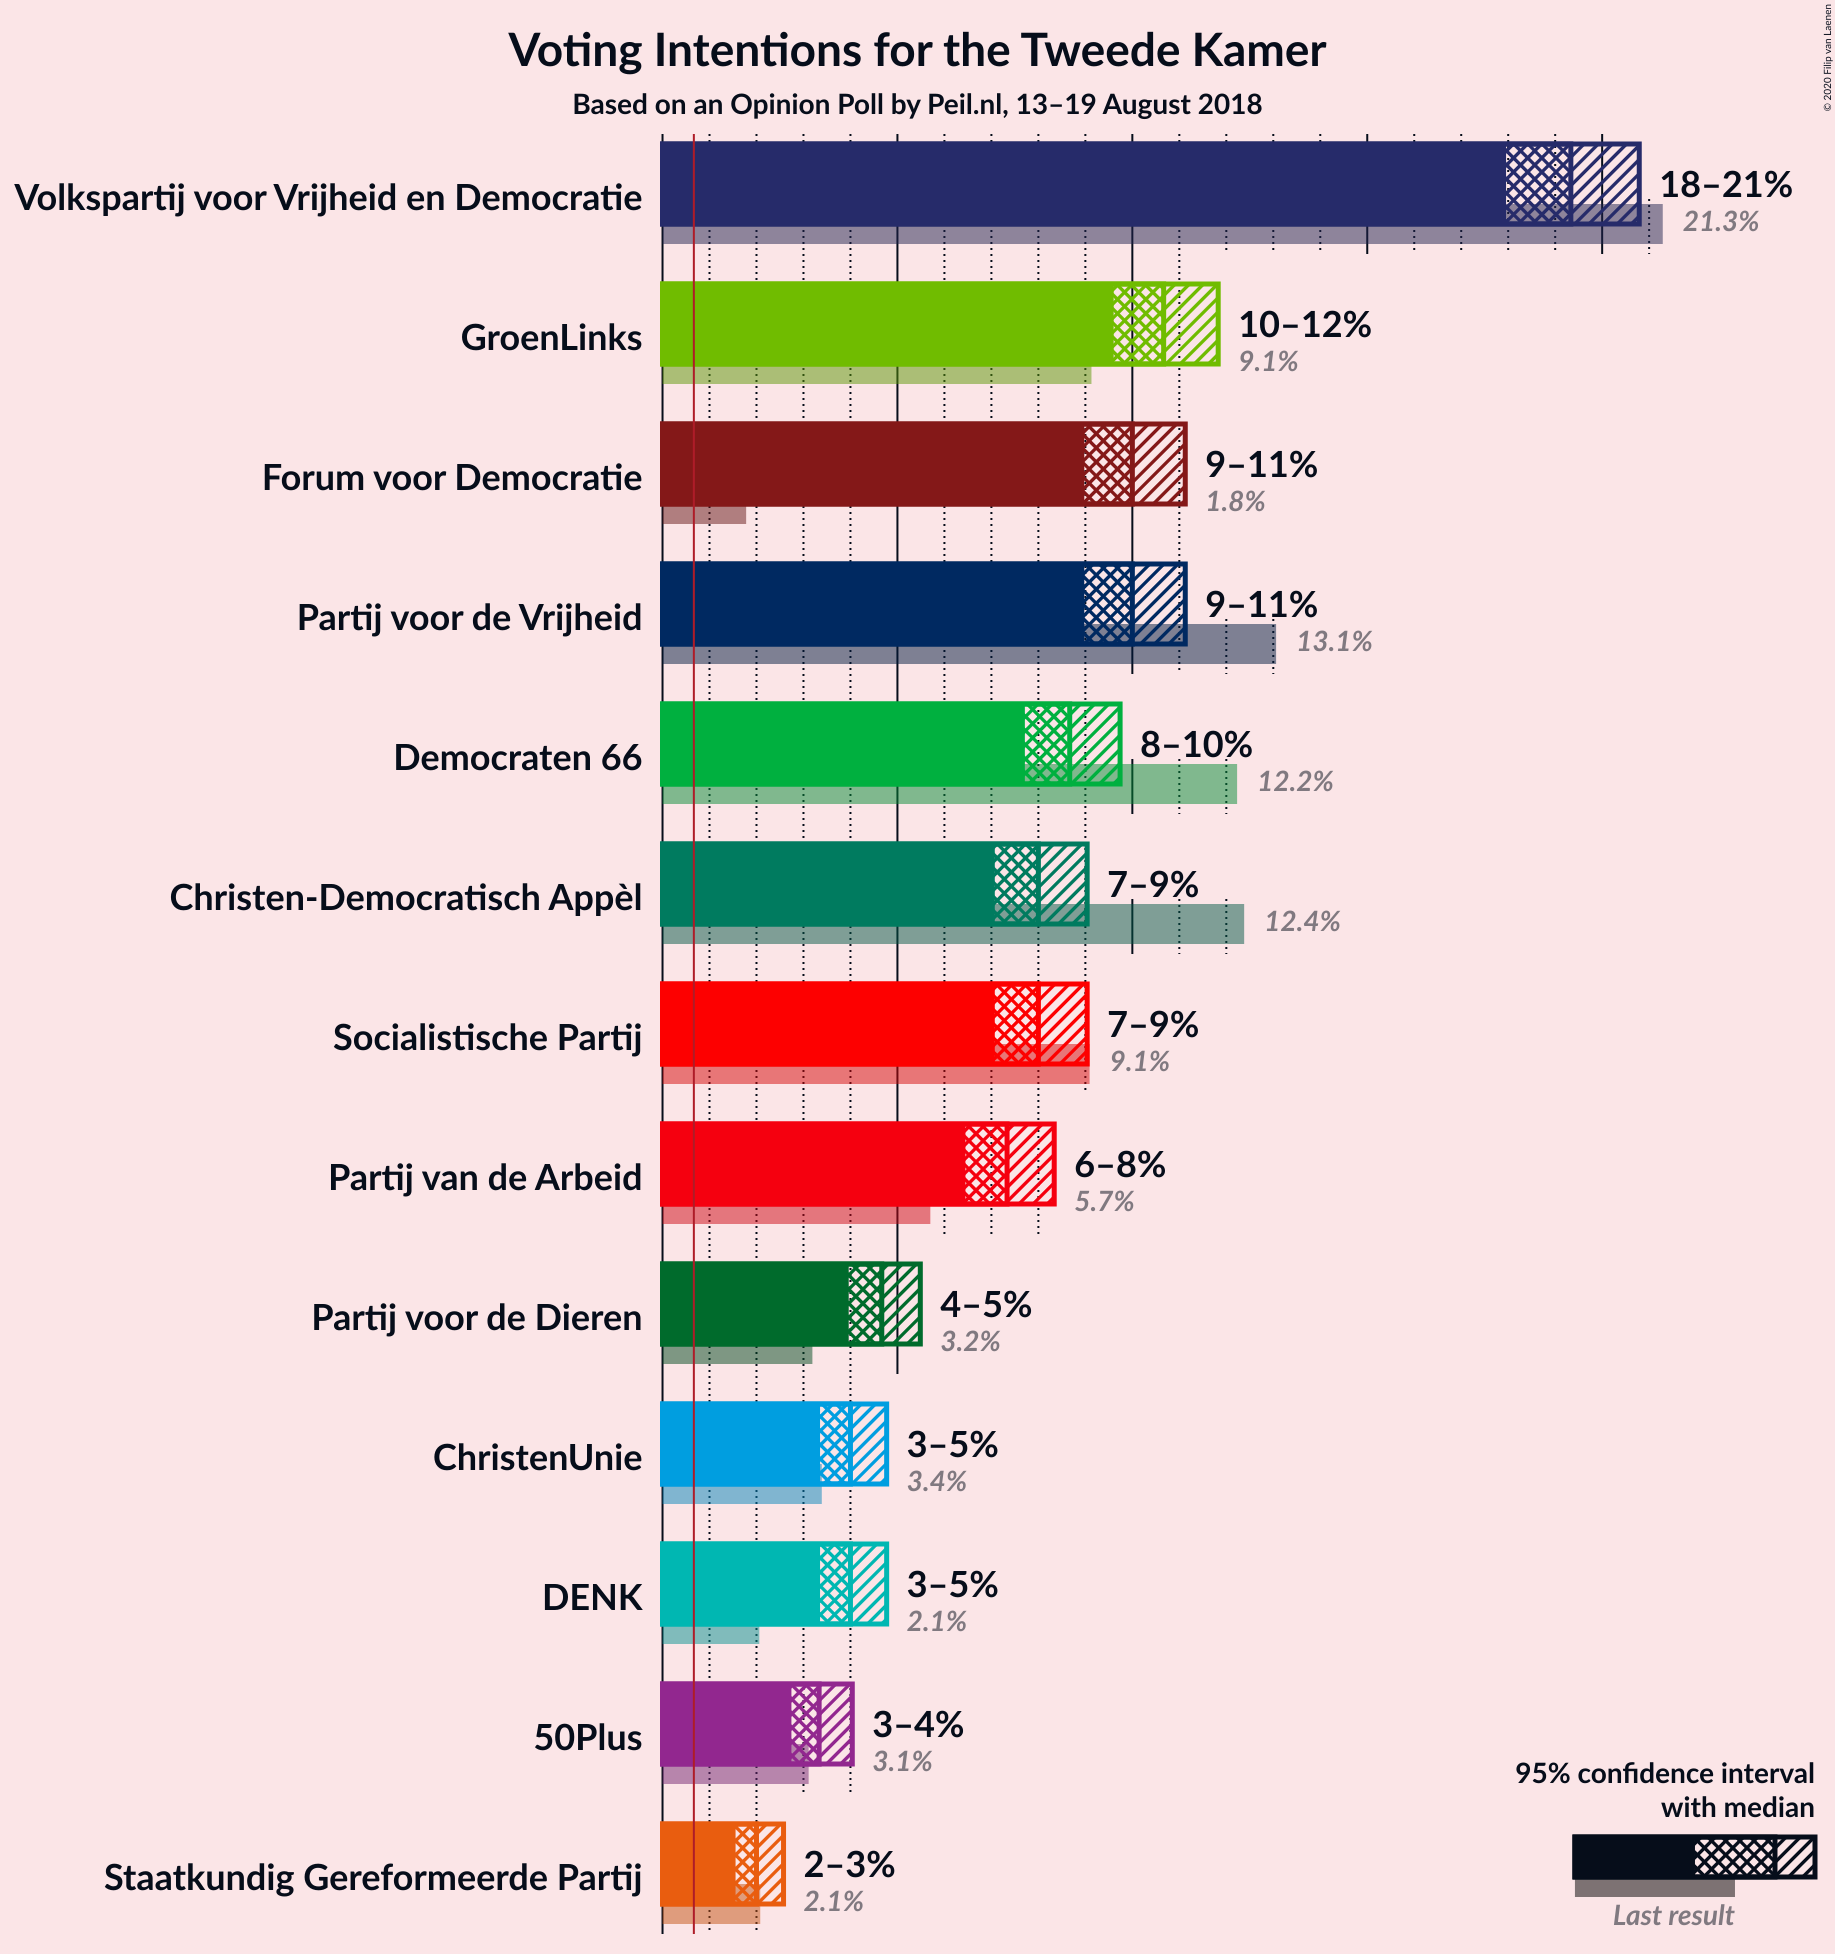 Voting Intentions for the Tweede Kamer
Based on an Opinion Poll by Peil.nl, 13–19 August 2018
© 2020 Filip van Laenen
Volkspartij voor Vrijheid en Democratie
18–21%
21.3%
GroenLinks
10–12%
9.1%
Forum voor Democratie
9–11%
1.8%
Partij voor de Vrijheid
9–11%
13.1%
Democraten 66
8–10%
12.2%
Christen-Democratisch Appèl
7–9%
12.4%
Socialistische Partij
7–9%
9.1%
Partij van de Arbeid
6–8%
5.7%
Partij voor de Dieren
4–5%
3.2%
ChristenUnie
3–5%
3.4%
DENK
3–5%
2.1%
50Plus
3–4%
3.1%
Staatkundig Gereformeerde Partij
2–3%
2.1%
95% confidence interval
with median
Last result